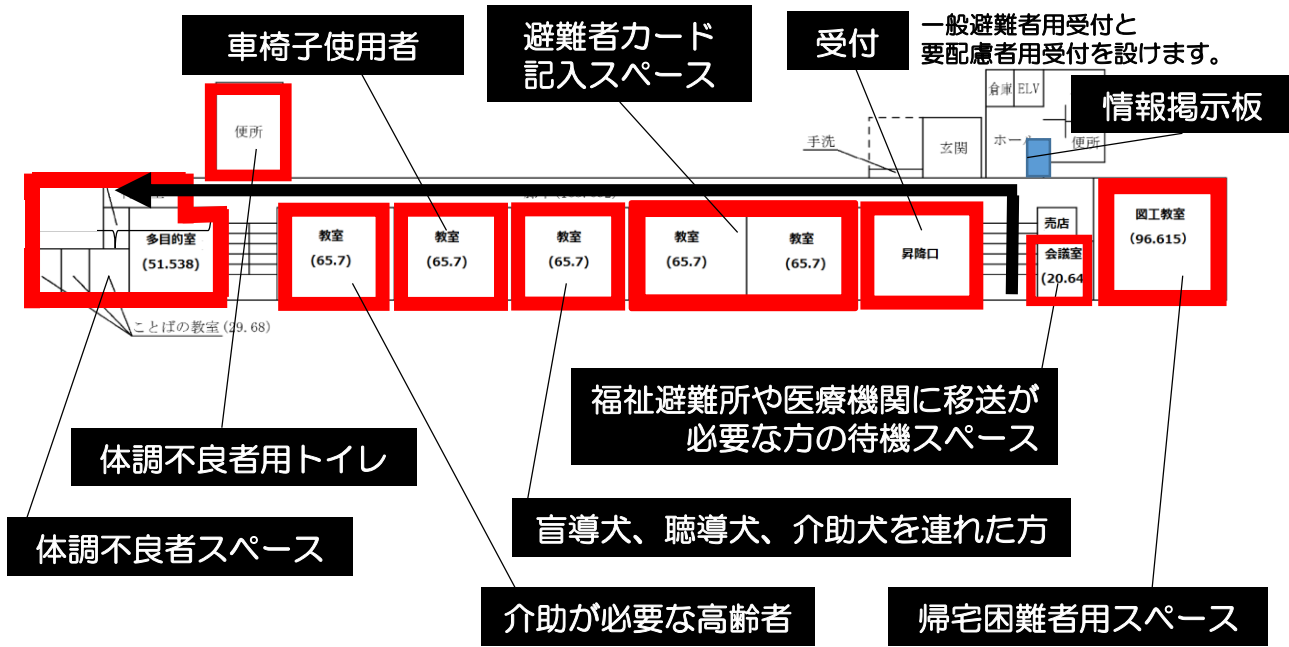 車椅子使用者
避難者カード
記入スペース
受付
一般避難者用受付と
要配慮者用受付を設けます。
情報掲示板
倉庫
ELV
ホール
便所
便所
手洗
玄関
多目的室
(51.538)
教室
(65.7)
教室
(65.7)
教室
(65.7)
教室
(65.7)
教室
(65.7)
昇降口
売店
会議室
(20.64
図工教室
(96.615)
ことばの教室(29.68)
福祉避難所や医療機関に移送が
必要な方の待機スペース
体調不良者用トイレ
盲導犬、聴導犬、介助犬を連れた方
体調不良者スペース
介助が必要な高齢者
帰宅困難者用スペース